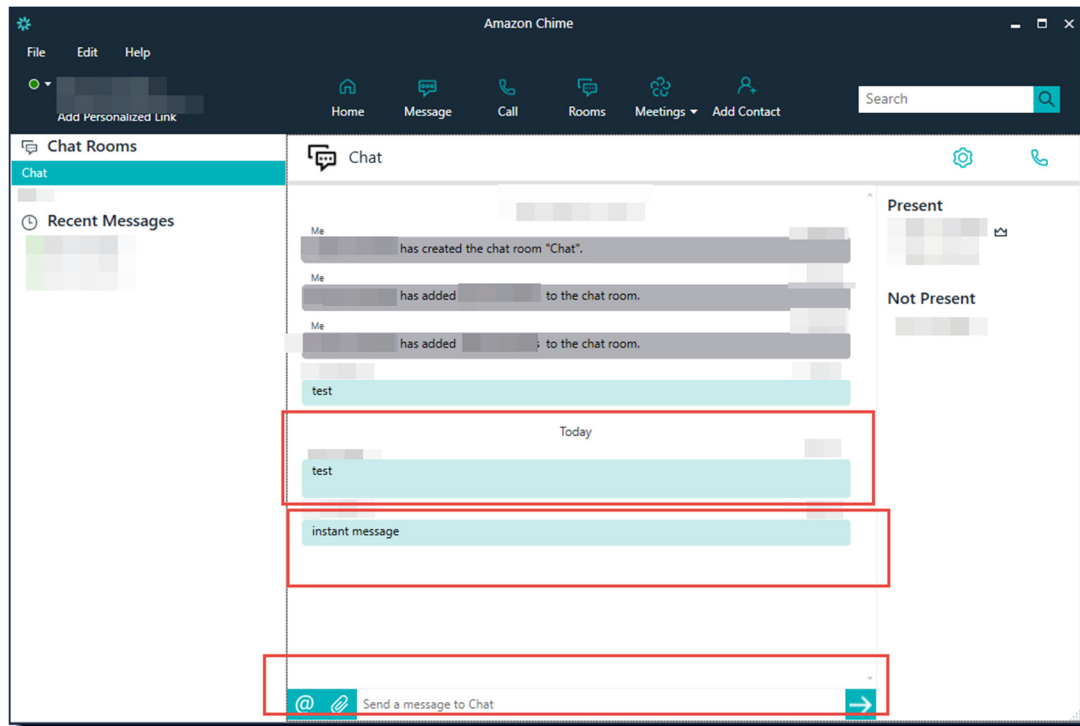 Amazon Chime
File Edit Help
Add Personalized Link
Home Message Call Rooms Meetings Add Contact
Search
Chat Rooms
Chat
Recent Messages
Chat
Me
has created the chat room "Chat".
Me
has added to the chat room.
Me
has added s to the chat room.
test
Today
test
instant message
@ Send a message to Chat
Present
Not Present